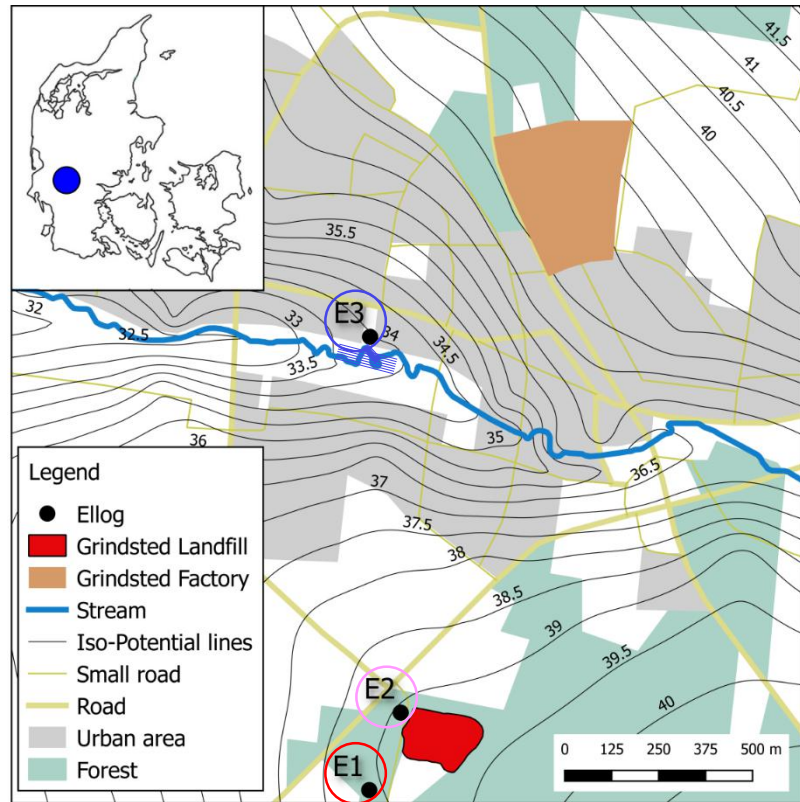 41.5
41
40.5
40
35.5
E3
34
32
32.5
33
33.5
34.5
35
36
36.5
37
37.5
38
38.5
39
39.5
40
E2
E1
Legend
Ellog
Grindsted Landfill
Grindsted Factory
Stream
Iso-Potential lines
Small road
Road
Urban area
Forest
0 125 250 375 500 m